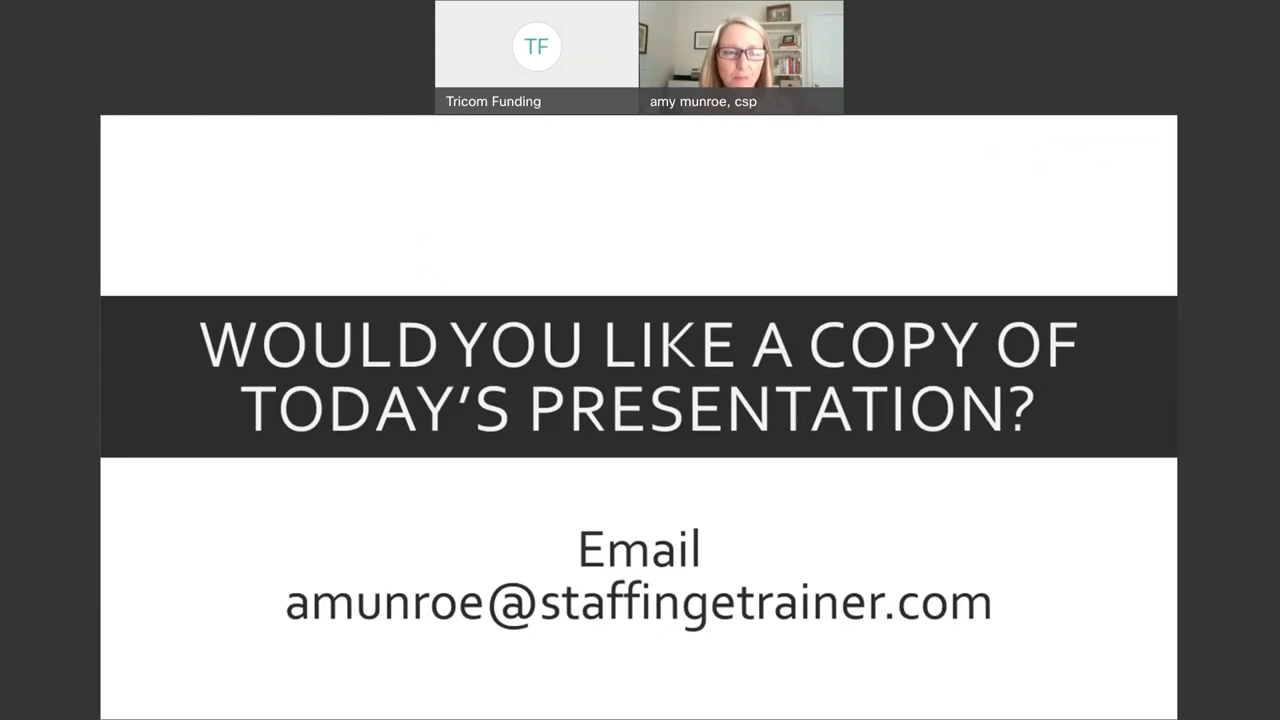 TF
Tricom Funding
amy munroe, csp
WOULD YOU LIKE A COPY OF
TODAY’S PRESENTATION?
Email
amunroe@staffingetrainer.com